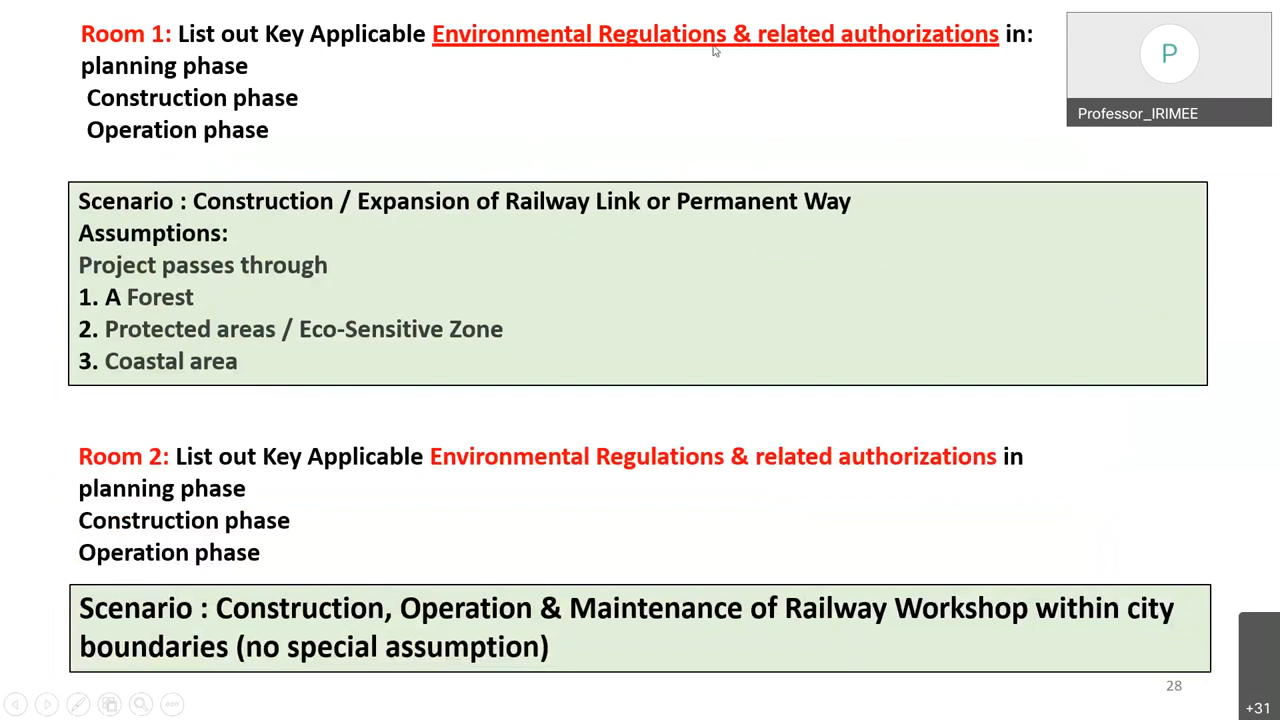 Room 1: List out Key Applicable Environmental Regulations & related authorizations in:
planning phase
Construction phase
Operation phase
P
Professor_IRIMEE
Scenario : Construction / Expansion of Railway Link or Permanent Way
Assumptions:
Project passes through
1. A Forest
2. Protected areas / Eco-Sensitive Zone
3. Coastal area
Room 2: List out Key Applicable Environmental Regulations & related authorizations in
planning phase
Construction phase
Operation phase
Scenario : Construction, Operation & Maintenance of Railway Workshop within city
boundaries (no special assumption)
28
+31